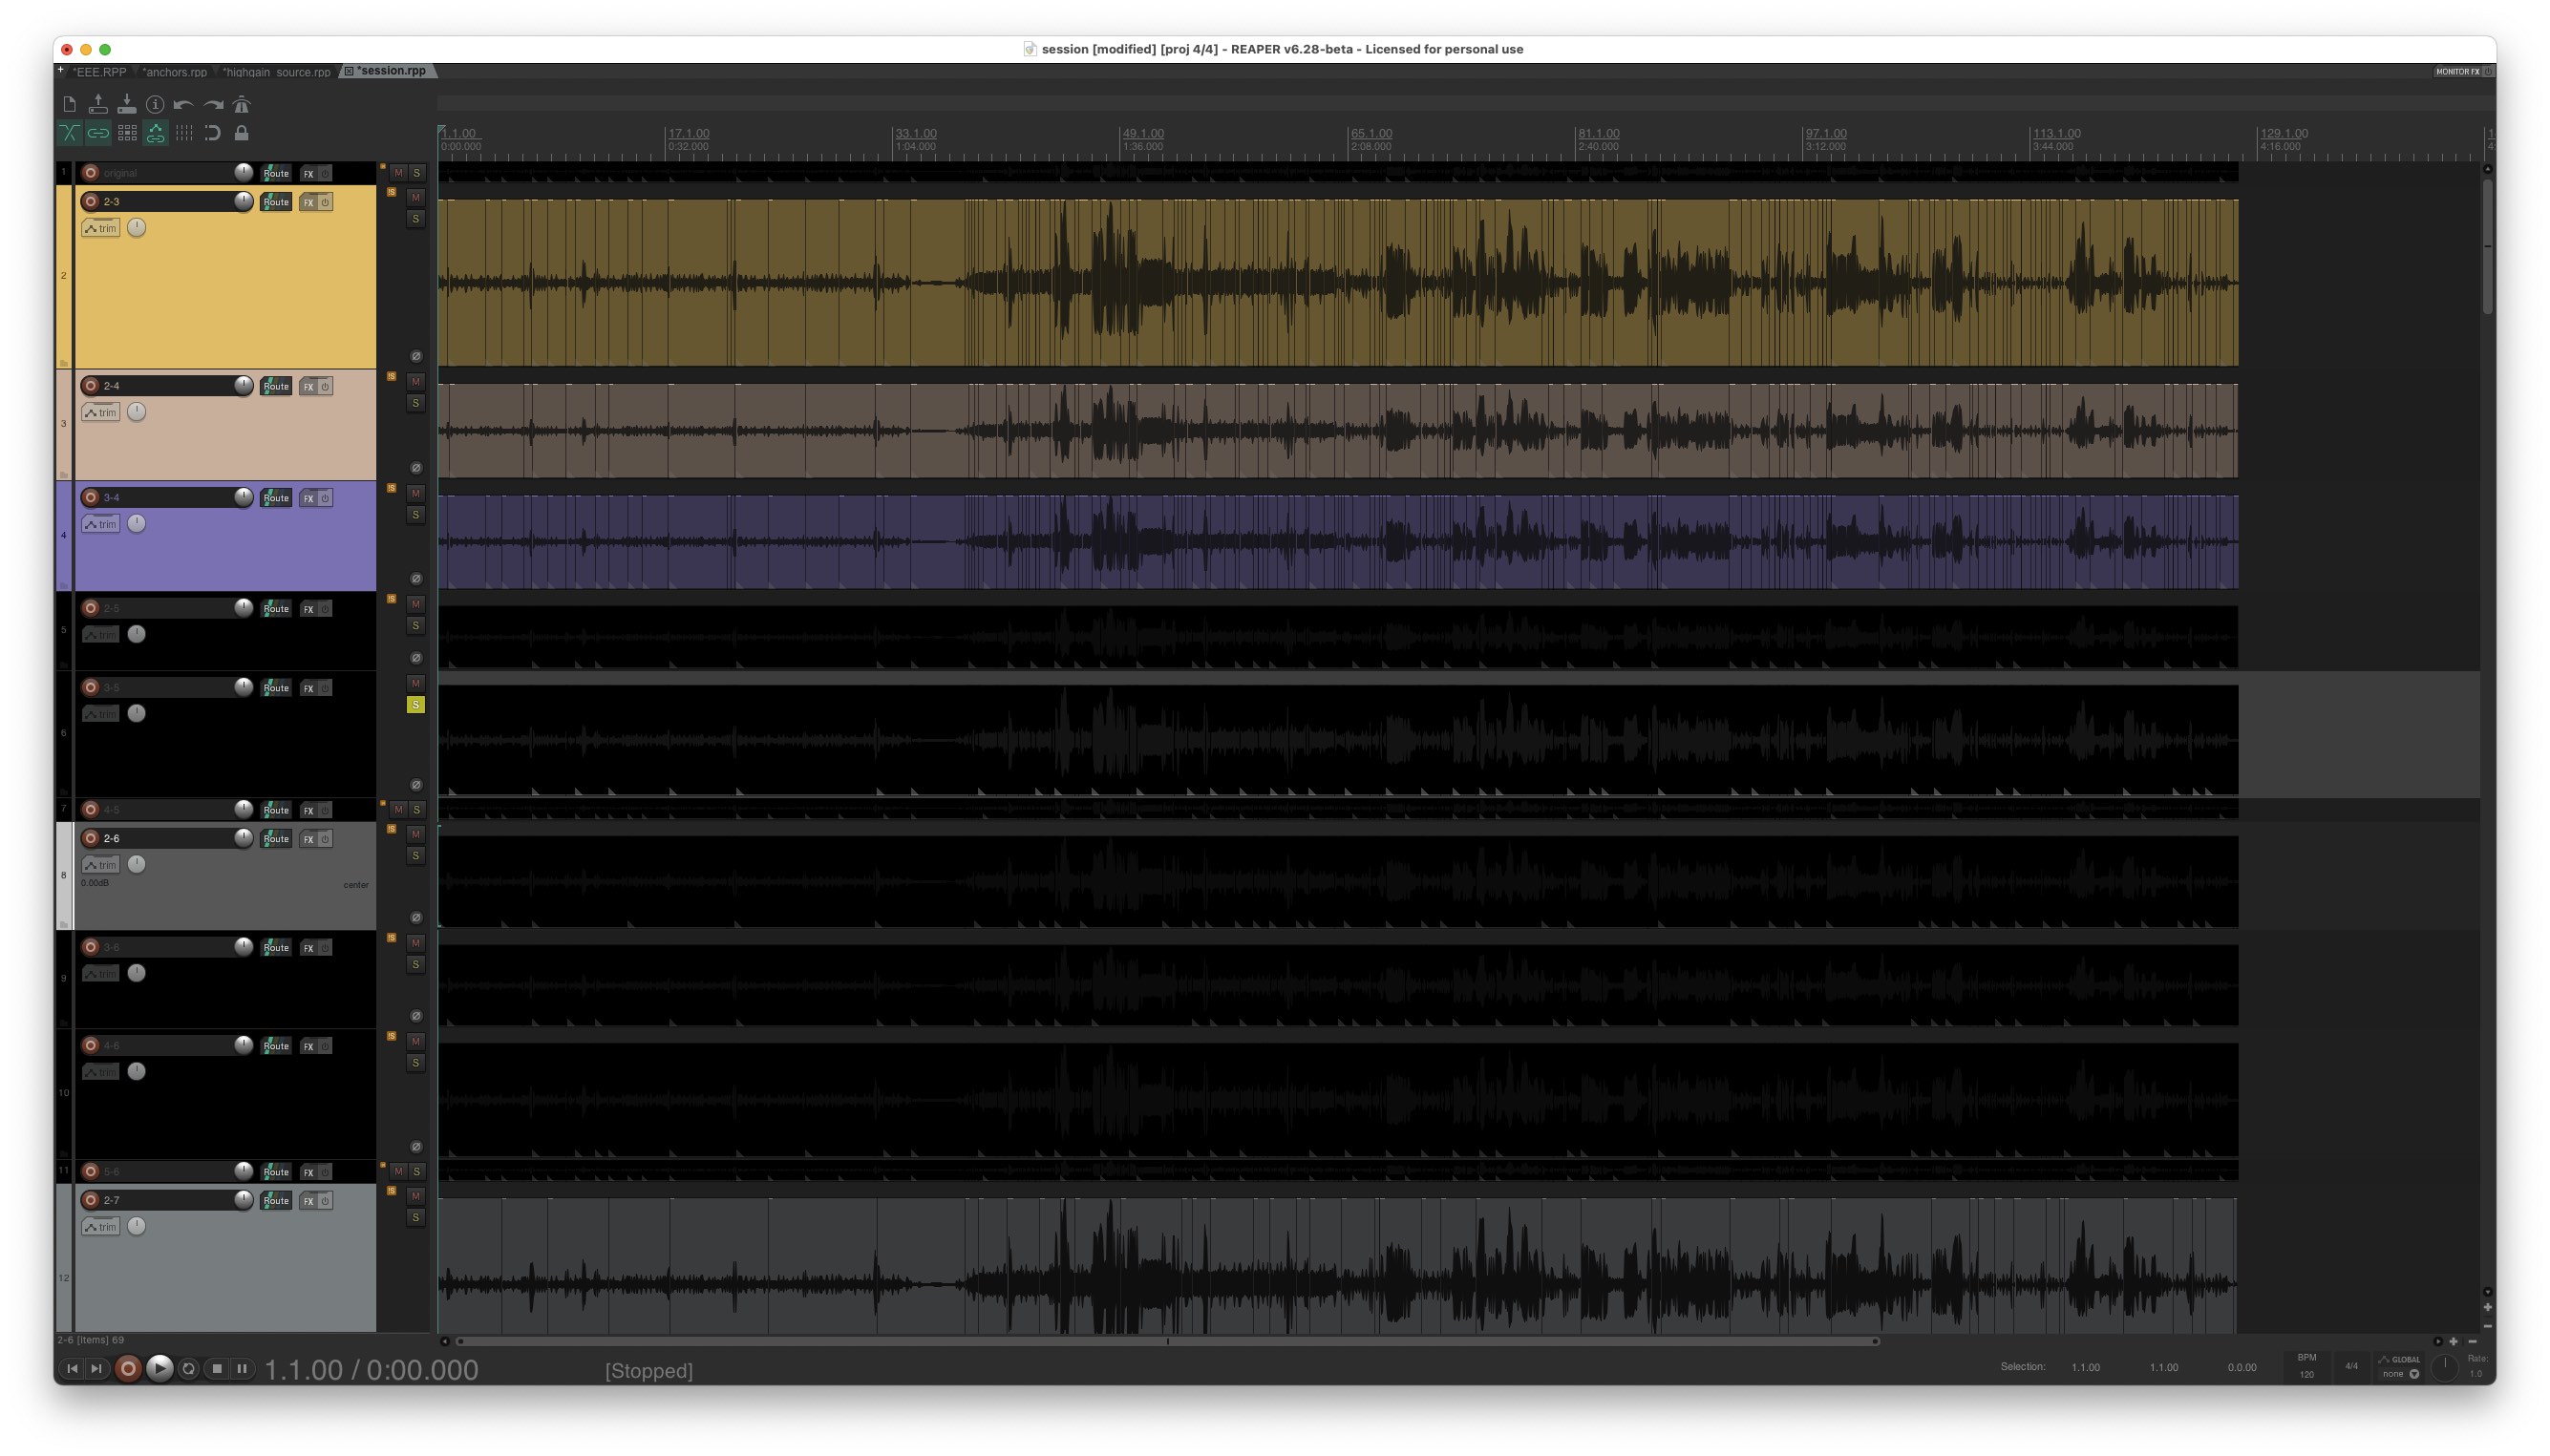 session [modified] [proj 4/4] - REAPER v6.28-beta - Licensed for personal use
+ *EEE.RPP *anchors.rpp *highgain_source.rpp *session.rpp MONITOR FX
1.1.00 17.1.00 33.1.00 49.1.00 65.1.00 81.1.00 97.1.00 113.1.00 129.1.00
0:00.000 0:32.000 1:04.000 1:36.000 2:08.000 2:40.000 3:12.000 3:44.000 4:16.000
1 original Route FX M S
2-3 Route FX M
trim S
2
2-4 Route FX M
trim S
3
3-4 Route FX M
trim S
4
2-5 Route FX M
trim S
5
3-5 Route FX M
trim S
6
7 4-5 Route FX M S
2-6 Route FX M
trim S
8
0.00dB center
3-6 Route FX M
trim S
9
4-6 Route FX M
trim S
10
11 5-6 Route FX M S
2-7 Route FX M
trim S
12
2-6 [items] 69
1.1.00 / 0:00.000 [Stopped] Selection: 1.1.00 1.1.00 0.0.00 BPM 4/4 GLOBAL Rate:
120 none 1.0